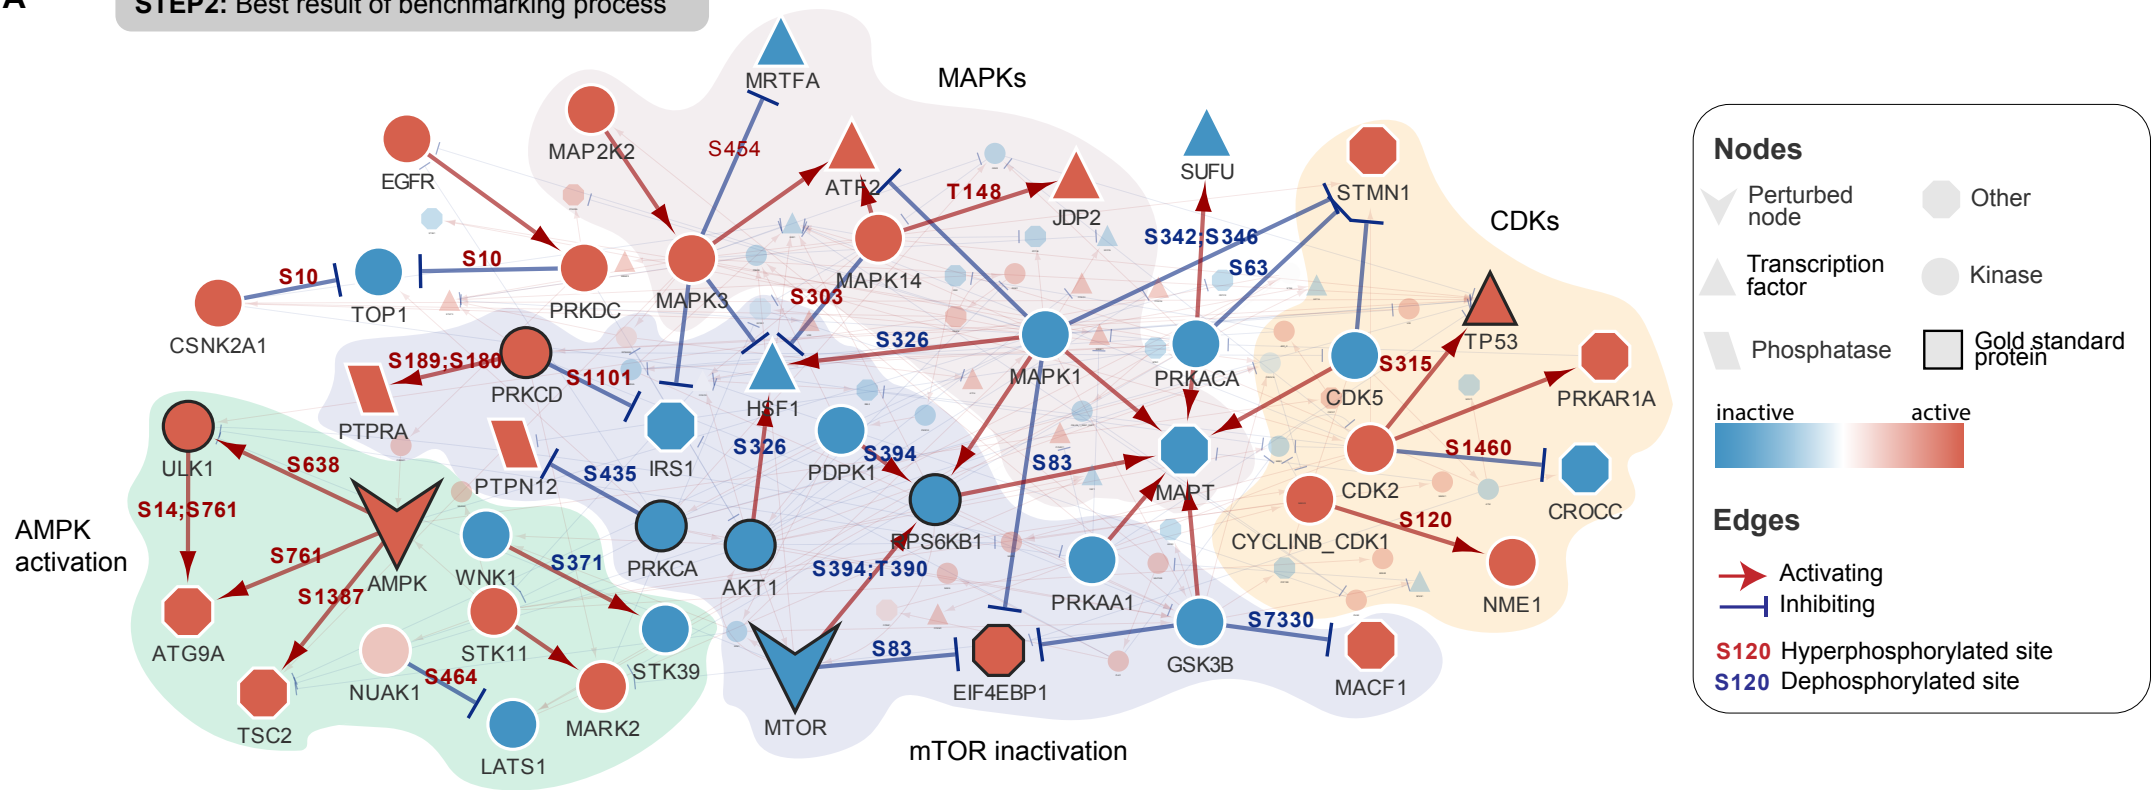 A
STEP2: Best result of benchmarking process
MRTFA
MAPKs
MAP2K2
EGFR
S454
ATF2
SUFU
STMN1
T148
JDP2
CDKs
S342;S346
S10
S10
S63
MAPK14
PRKDC
MAPK3
S303
TOP1
CSNK2A1
TP53
S326
S189;S180
S1101
MAPK1
PRKACA
S315
PRKCD
CDK5
PRKAR1A
HSF1
PTPRA
S326
S394
S1460
ULK1
S638
IRS1
PDPK1
S83
S435
PTPN12
MAPT
CDK2
S14;S761
CROCC
S120
AMPK
activation
RPS6KB1
CYCLINB_CDK1
S761
S371
PRKCA
S394;T390
AMPK
WNK1
AKT1
S1387
PRKAA1
NME1
S7330
ATG9A
STK11
S83
STK39
GSK3B
S464
NUAK1
EIF4EBP1
MACF1
TSC2
MARK2
MTOR
LATS1
mTOR inactivation
Nodes
Perturbed
node
Other
Transcription
factor
Kinase
Phosphatase
Gold standard
protein
inactive
active
Edges
Activating
Inhibiting
S120 Hyperphosphorylated site
S120 Dephosphorylated site